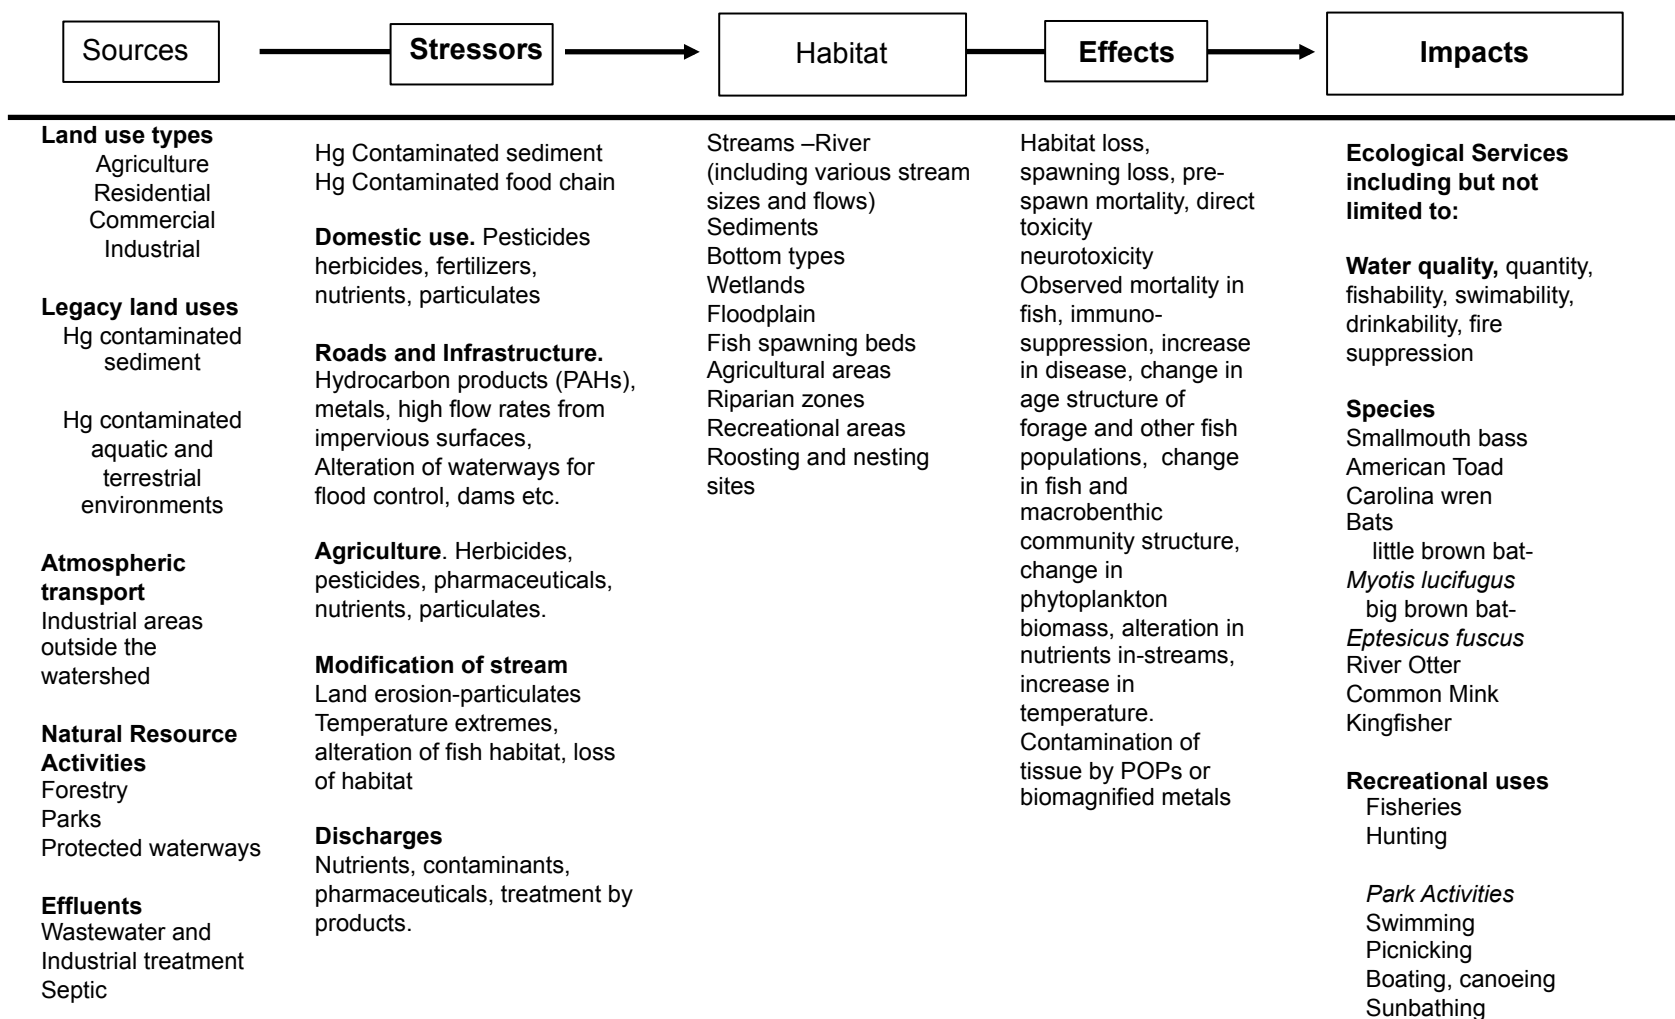 Sources
Stressors
Habitat
Effects
Impacts
Land use types
Agriculture
Residential
Commercial
Industrial
Legacy land uses
Hg contaminated
sediment
Hg contaminated
aquatic and
terrestrial
environments
Atmospheric
transport
Industrial areas
outside the
watershed
Natural Resource
Activities
Forestry
Parks
Protected waterways
Effluents
Wastewater and
Industrial treatment
Septic
Hg Contaminated sediment
Hg Contaminated food chain
Domestic use. Pesticides
herbicides, fertilizers,
nutrients, particulates
Roads and Infrastructure.
Hydrocarbon products (PAHs),
metals, high flow rates from
impervious surfaces,
Alteration of waterways for
flood control, dams etc.
Agriculture. Herbicides,
pesticides, pharmaceuticals,
nutrients, particulates.
Modification of stream
Land erosion-particulates
Temperature extremes,
alteration of fish habitat, loss
of habitat
Discharges
Nutrients, contaminants,
pharmaceuticals, treatment by
products.
Streams –River
(including various stream
sizes and flows)
Sediments
Bottom types
Wetlands
Floodplain
Fish spawning beds
Agricultural areas
Riparian zones
Recreational areas
Roosting and nesting
sites
Habitat loss,
spawning loss, pre-
spawn mortality, direct
toxicity
neurotoxicity
Observed mortality in
fish, immuno-
suppression, increase
in disease, change in
age structure of
forage and other fish
populations, change
in fish and
macrobenthic
community structure,
change in
phytoplankton
biomass, alteration in
nutrients in-streams,
increase in
temperature.
Contamination of
tissue by POPs or
biomagnified metals
Ecological Services
including but not
limited to:
Water quality, quantity,
fishability, swimability,
drinkability, fire
suppression
Species
Smallmouth bass
American Toad
Carolina wren
Bats
little brown bat-
Myotis lucifugus
big brown bat-
Eptesicus fuscus
River Otter
Common Mink
Kingfisher
Recreational uses
Fisheries
Hunting
Park Activities
Swimming
Picnicking
Boating, canoeing
Sunbathing